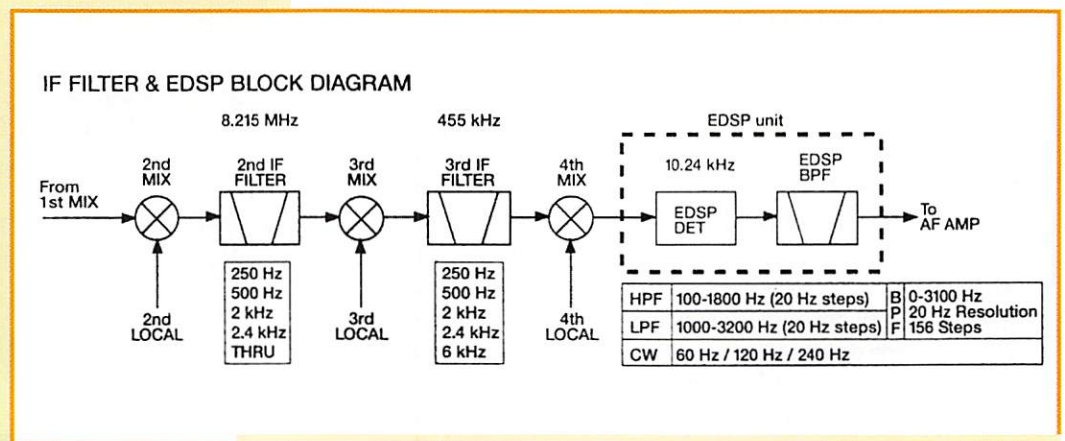 IF FILTER & EDSP BLOCK DIAGRAM
8.215 MHz
455 kHz
EDSP unit
From
1st MIX
2nd
MIX
2nd IF
FILTER
3rd
MIX
3rd IF
FILTER
4th
MIX
10.24 kHz
EDSP
DET
EDSP
BPF
To
AF AMP
2nd
LOCAL
250 Hz
500 Hz
2 kHz
2.4 kHz
THRU
3rd
LOCAL
250 Hz
500 Hz
2 kHz
2.4 kHz
6 kHz
4th
LOCAL
HPF 100-1800 Hz (20 Hz steps)
LPF 1000-3200 Hz (20 Hz steps)
BPF
0-3100 Hz
20 Hz Resolution
156 Steps
CW 60 Hz / 120 Hz / 240 Hz